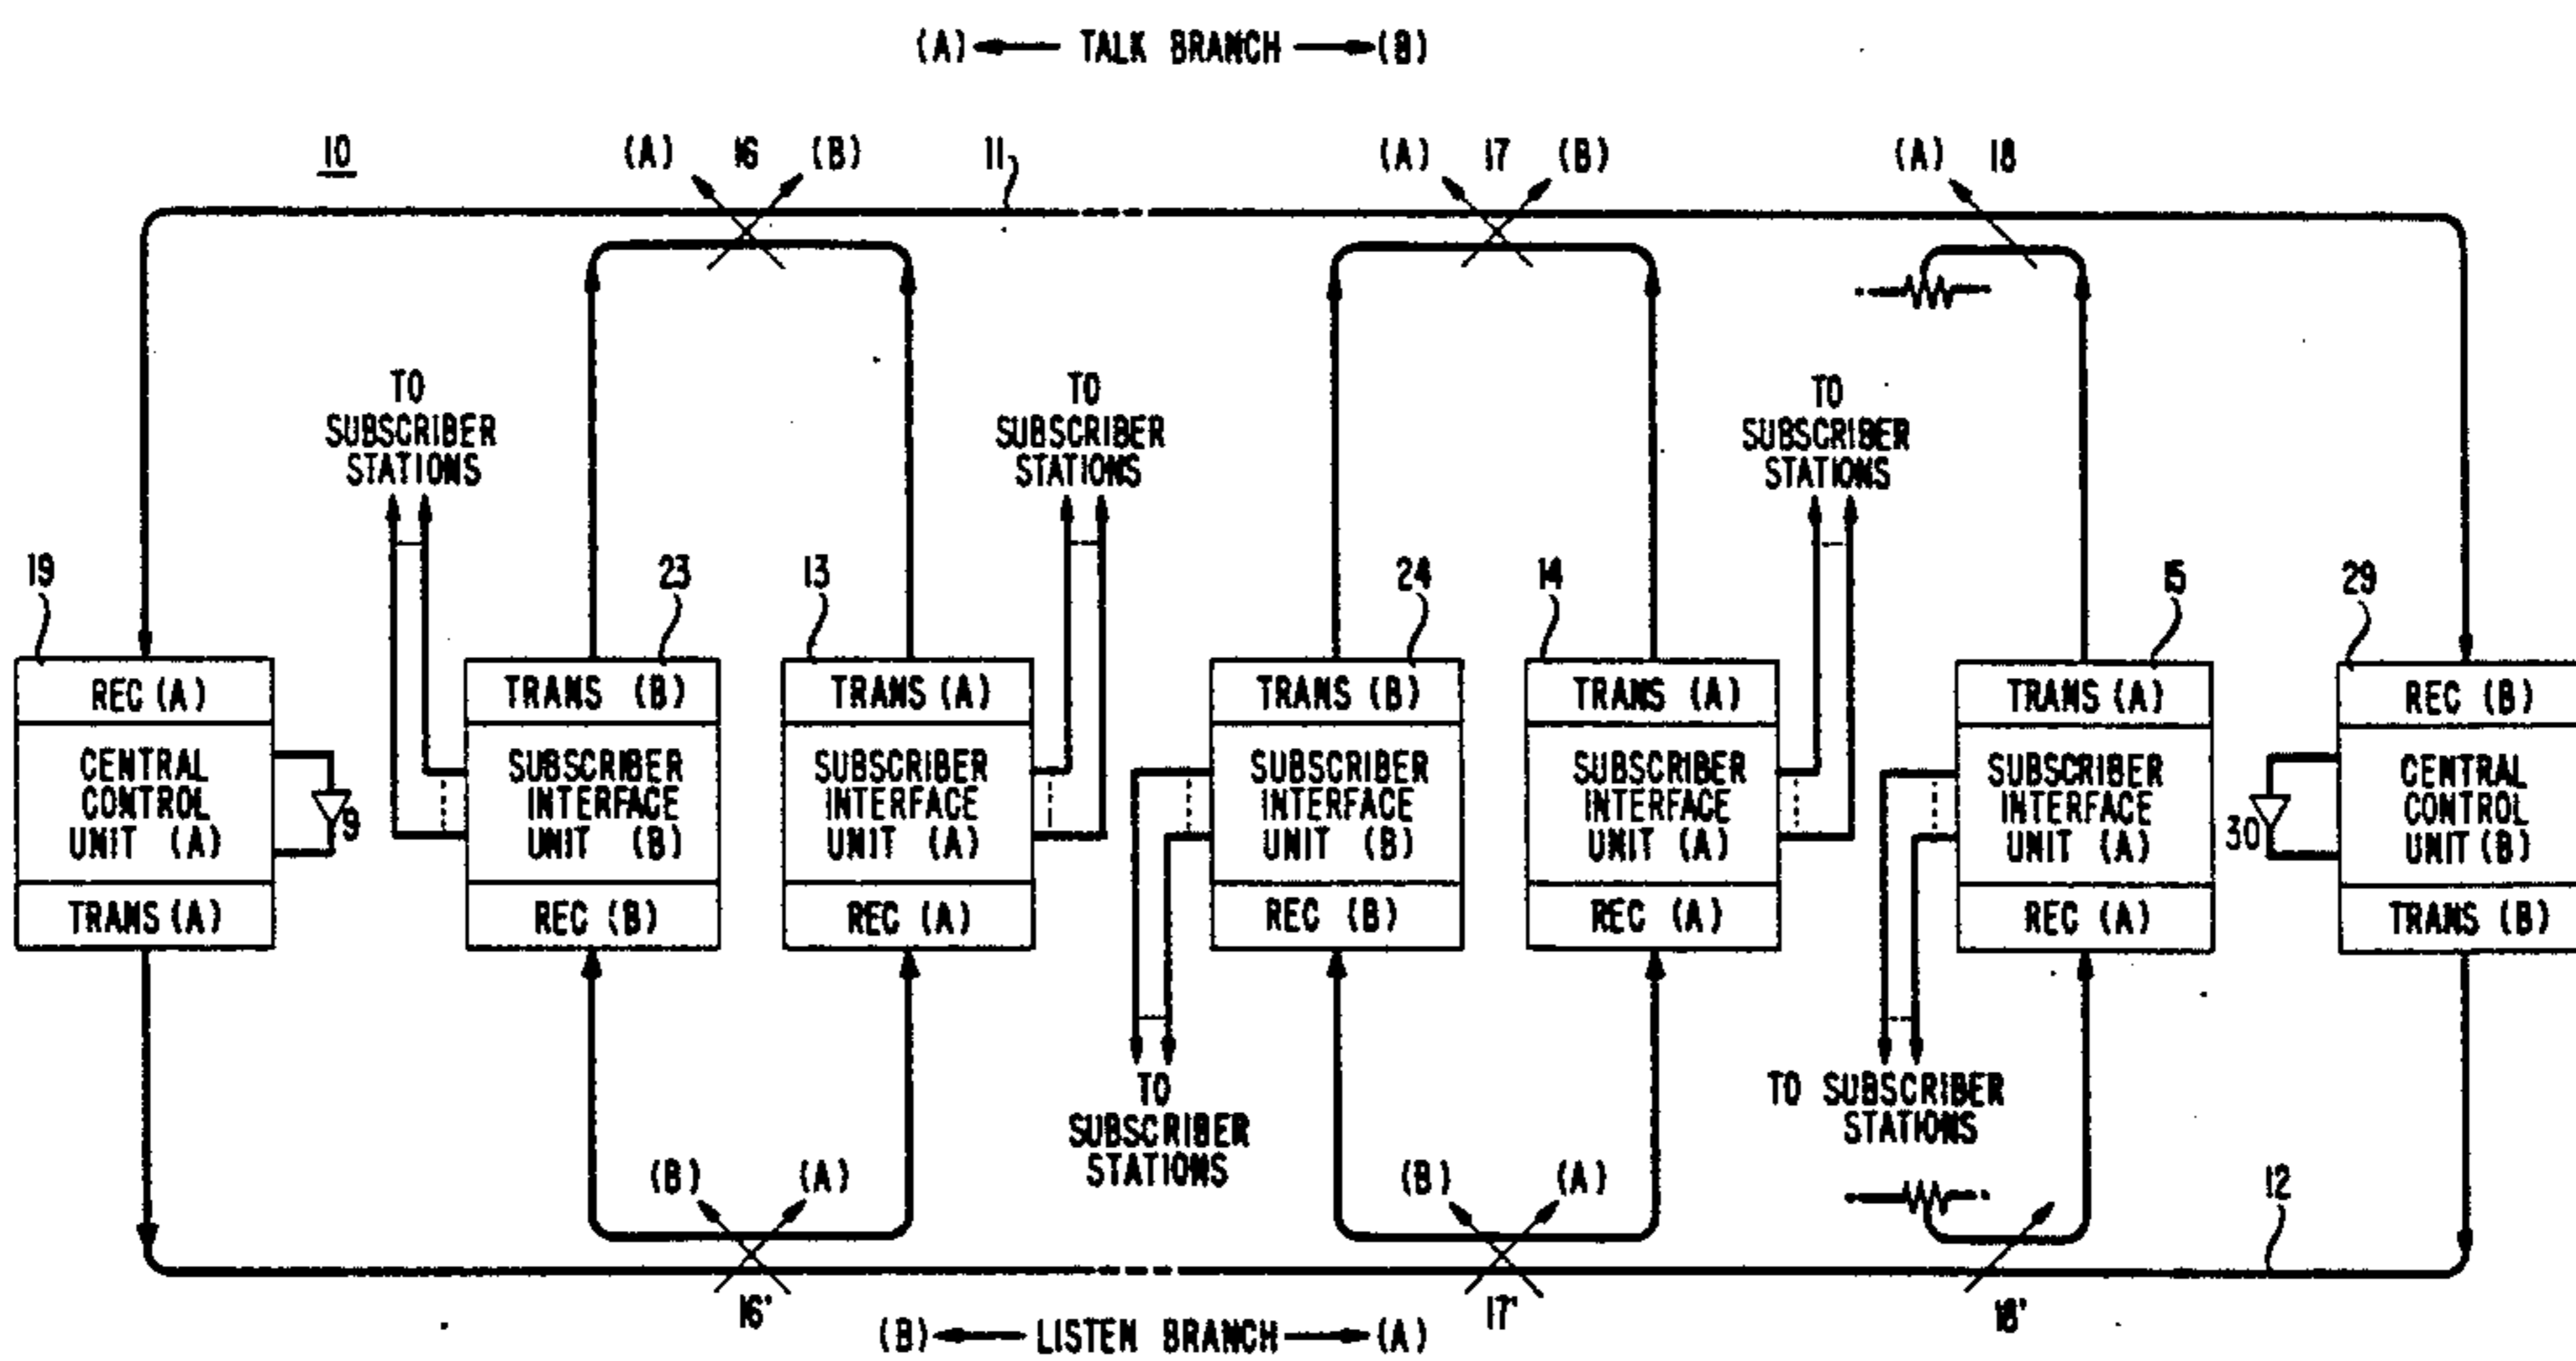 (A) TALK BRANCH (B)
10
(A) 16 (B)
11
(A) 17 (B)
(A) 18
TO
SUBSCRIBER
STATIONS
TO
SUBSCRIBER
STATIONS
TO
SUBSCRIBER
STATIONS
19
23
13
24
14
15
29
REC (A)
CENTRAL
CONTROL
UNIT (A)
TRANS (A)
9
TRANS (B)
SUBSCRIBER
INTERFACE
UNIT (B)
REC (B)
TRANS (A)
SUBSCRIBER
INTERFACE
UNIT (A)
REC (A)
TRANS (B)
SUBSCRIBER
INTERFACE
UNIT (B)
REC (B)
TRANS (A)
SUBSCRIBER
INTERFACE
UNIT (A)
REC (A)
TRANS (A)
SUBSCRIBER
INTERFACE
UNIT (A)
REC (A)
30
REC (B)
CENTRAL
CONTROL
UNIT (B)
TRANS (B)
TO
SUBSCRIBER
STATIONS
TO SUBSCRIBER
STATIONS
(B) (A)
(B) (A)
12
16'
17'
18'
(B) LISTEN BRANCH (A)